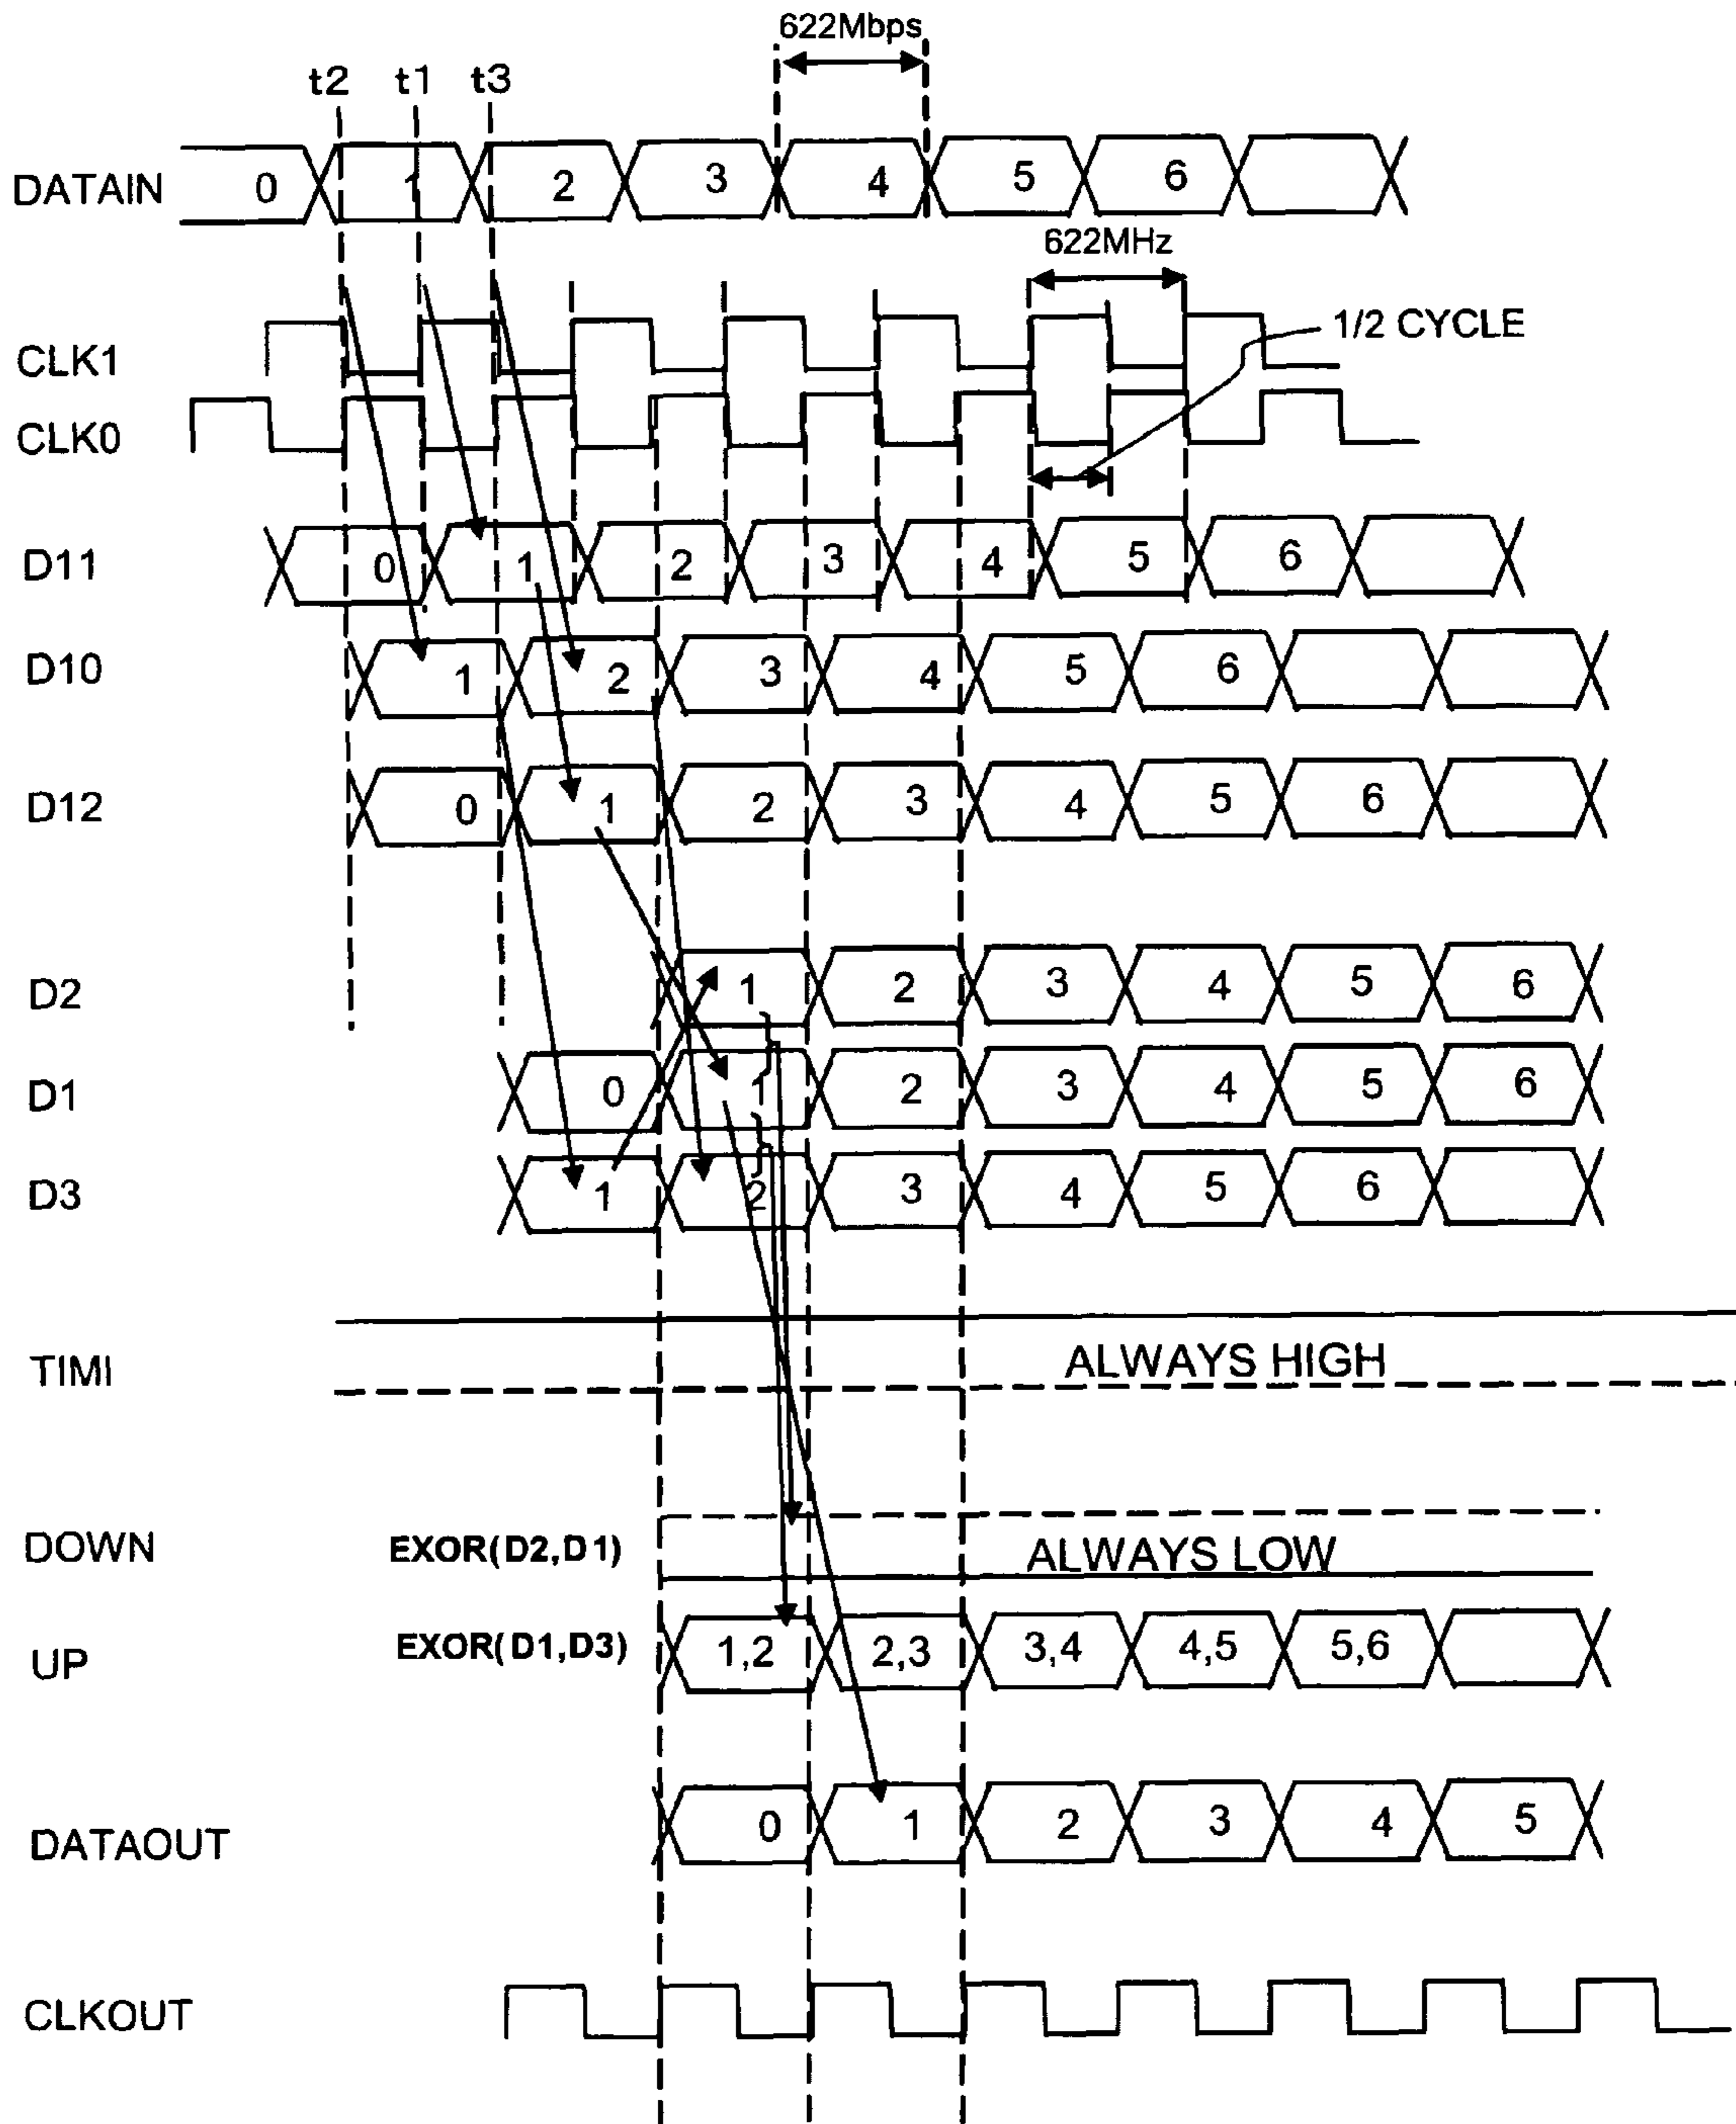 622Mbps
t2 t1 t3
DATAIN 0 1 2 3 4 5 6
622MHz
1/2 CYCLE
CLK1
CLK0
D11 0 1 2 3 4 5 6
D10 1 2 3 4 5 6
D12 0 1 2 3 4 5 6
D2 1 2 3 4 5 6
D1 0 1 2 3 4 5 6
D3 1 2 3 4 5 6
TIMI ALWAYS HIGH
DOWN EXOR(D2,D1) ALWAYS LOW
UP EXOR(D1,D3) 1,2 2,3 3,4 4,5 5,6
DATAOUT 0 1 2 3 4 5
CLKOUT